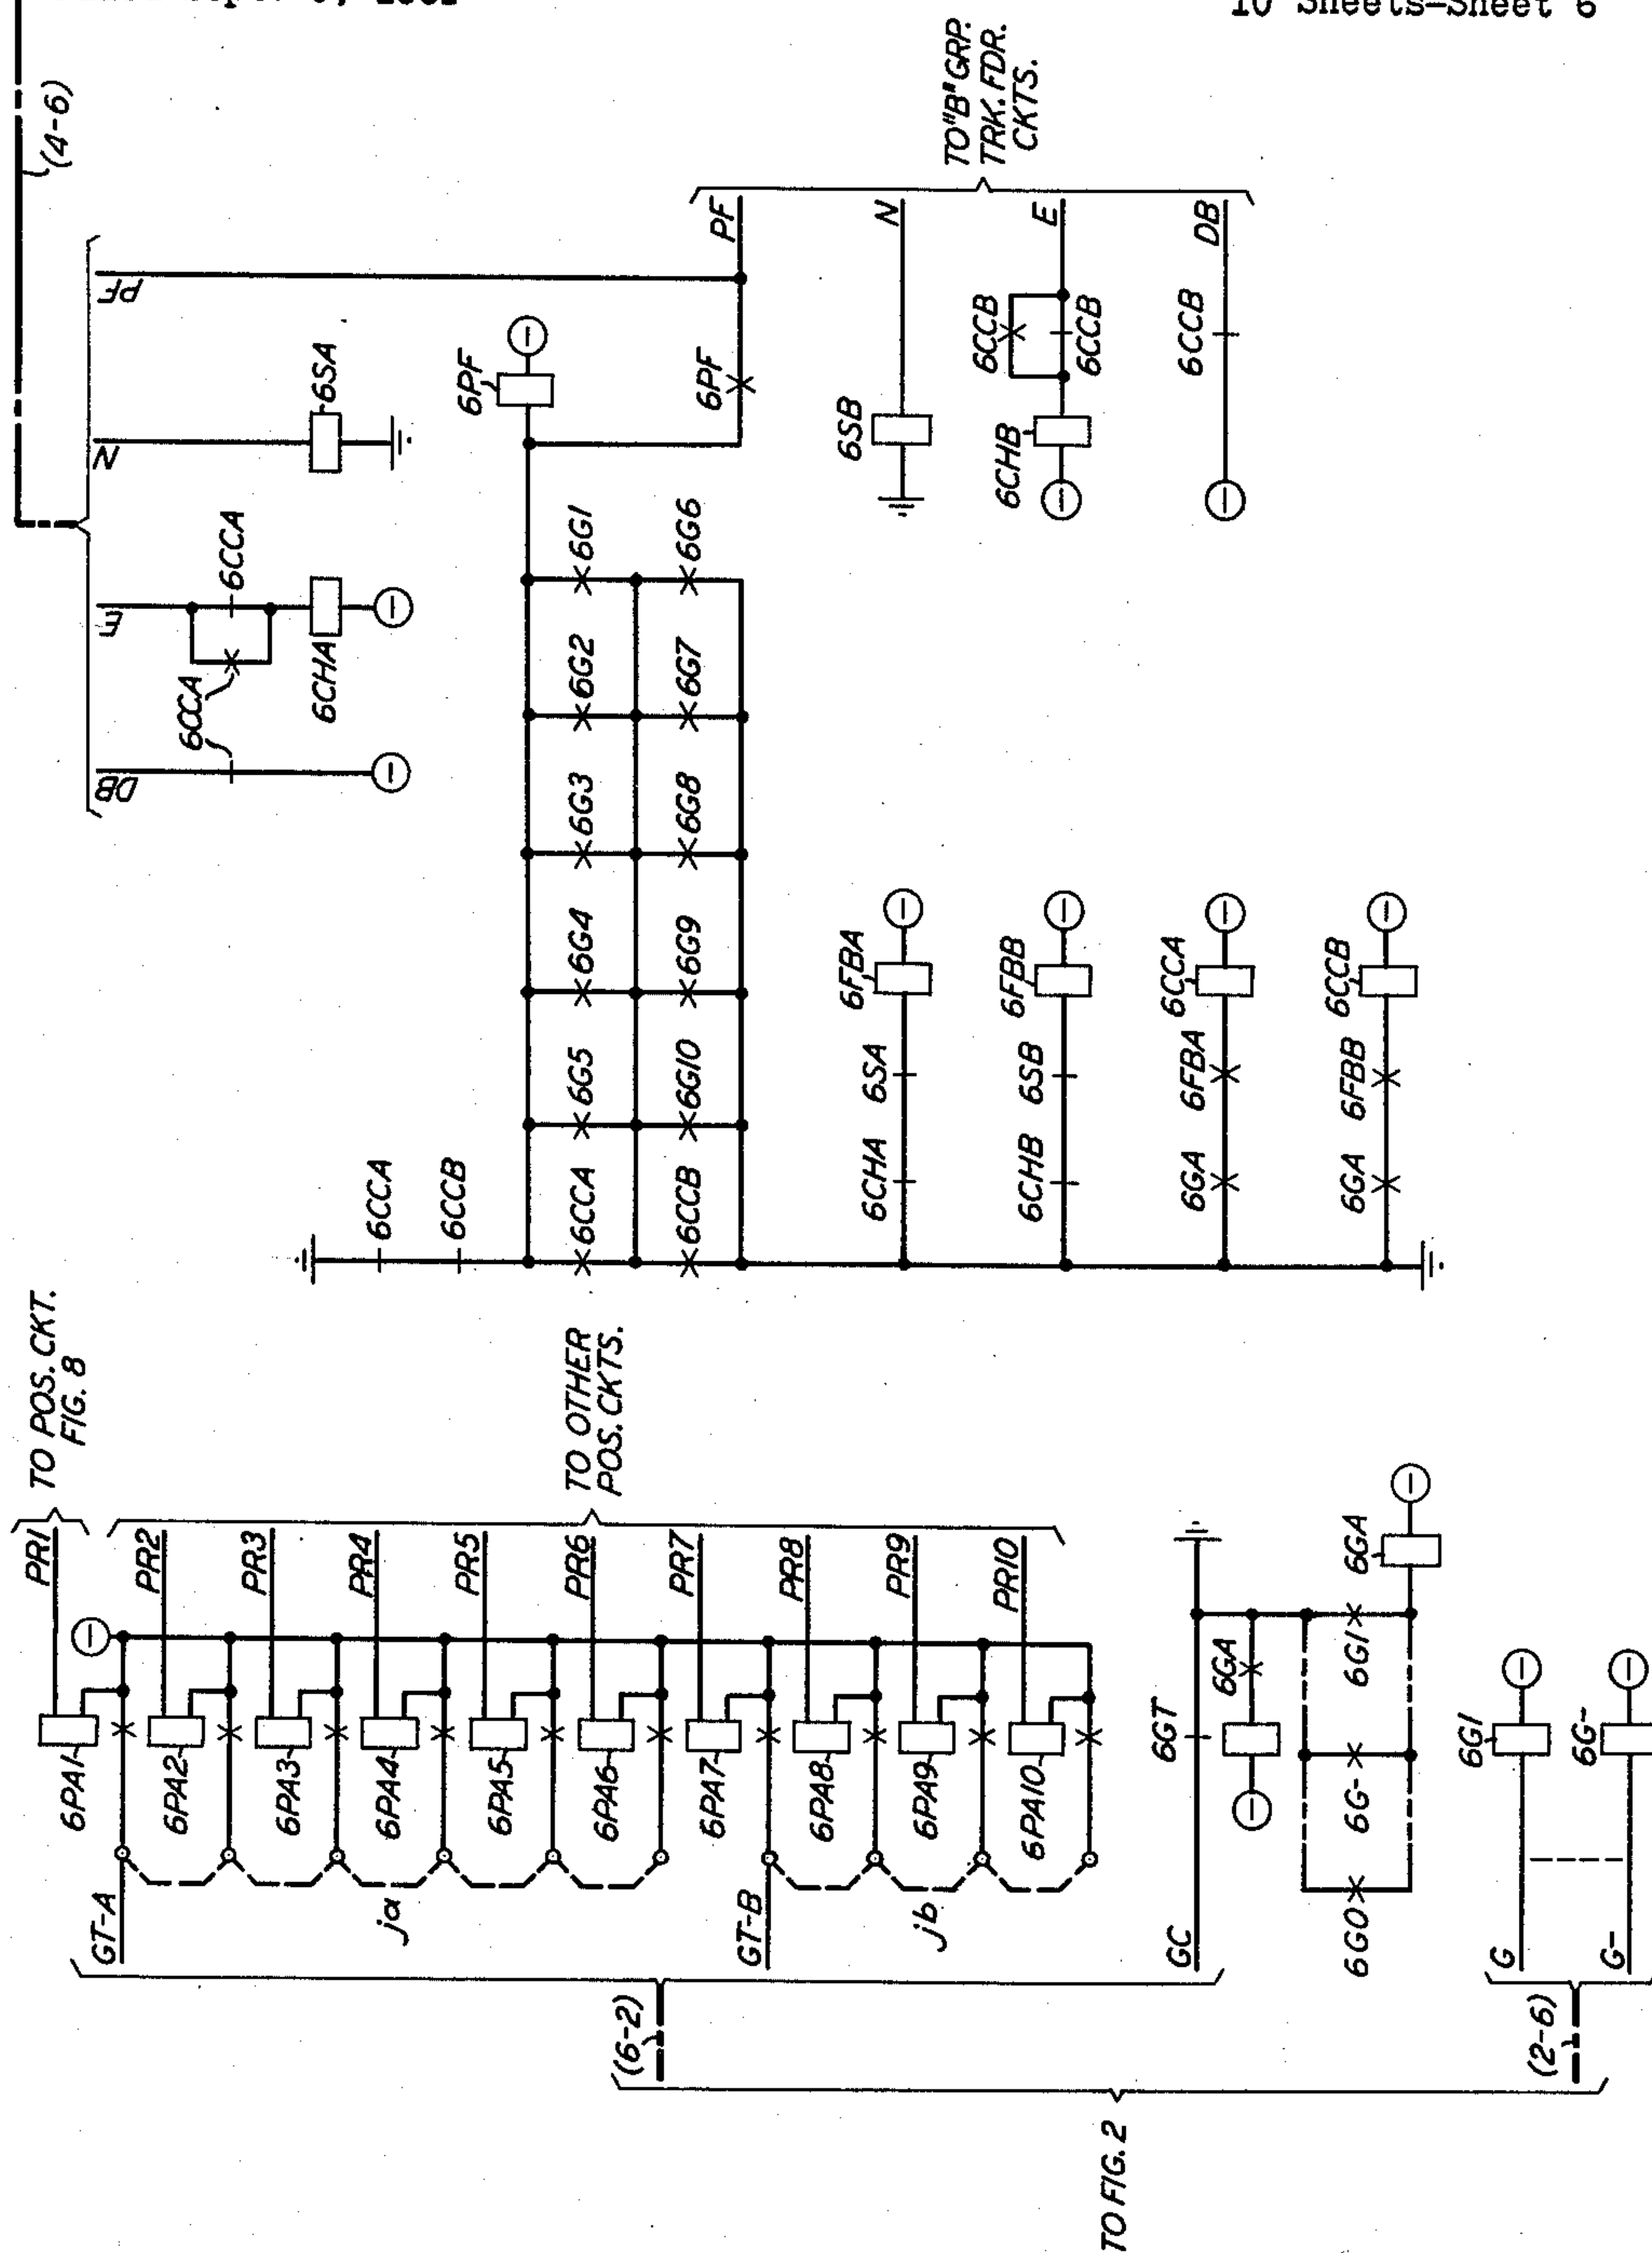 10 Sheets-Sheet 6
(4-6)
TO "B" GRP.
TRK. FDR.
CKTS.
PF
N
E
DB
6SA
6CCA
6CCA
6CHA
6PF
6PF
PF
N
E
DB
6SB
6CCB
6CCB
6CHB
6CCB
6G1
6G2
6G3
6G4
6G5
6CCA
6G6
6G7
6G8
6G9
6G10
6CCB
6CCA
6CCB
6FBA
6SA
6CHA
6FBB
6SB
6CHB
6CCA
6FBA
6GA
6CCB
6FBB
6GA
TO POS. CKT.
FIG. 8
TO OTHER
POS. CKTS.
PR1
PR2
PR3
PR4
PR5
PR6
PR7
PR8
PR9
PR10
6PA1
6PA2
6PA3
6PA4
6PA5
6PA6
6PA7
6PA8
6PA9
6PA10
GT-A
ja
GT-B
jb
GC
6GT
6GA
6GA
6G1
6G-
6G0
6G1
6G-
G
G-
(6-2)
(2-6)
TO FIG. 2